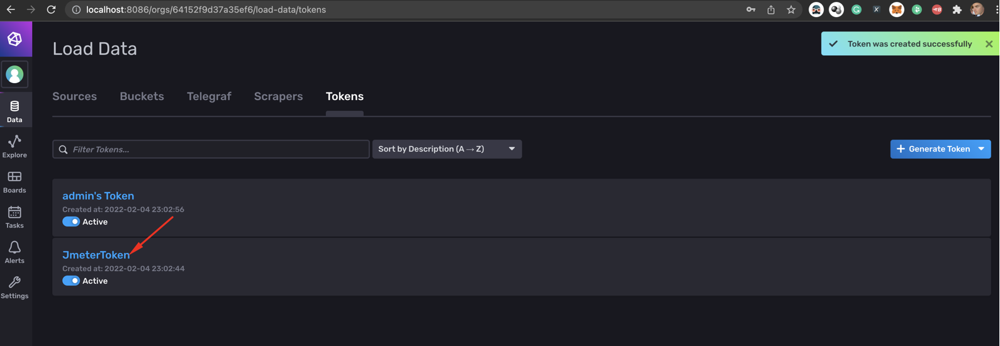 localhost:8086/orgs/64152f9d37a35ef6/load-data/tokens
Load Data
Token was created successfully
Sources Buckets Telegraf Scrapers Tokens
Data
Explore
Boards
Tasks
Alerts
Settings
Filter Tokens...
Sort by Description (A → Z)
+ Generate Token
admin's Token
Created at: 2022-02-04 23:02:56
Active
JmeterToken
Created at: 2022-02-04 23:02:44
Active